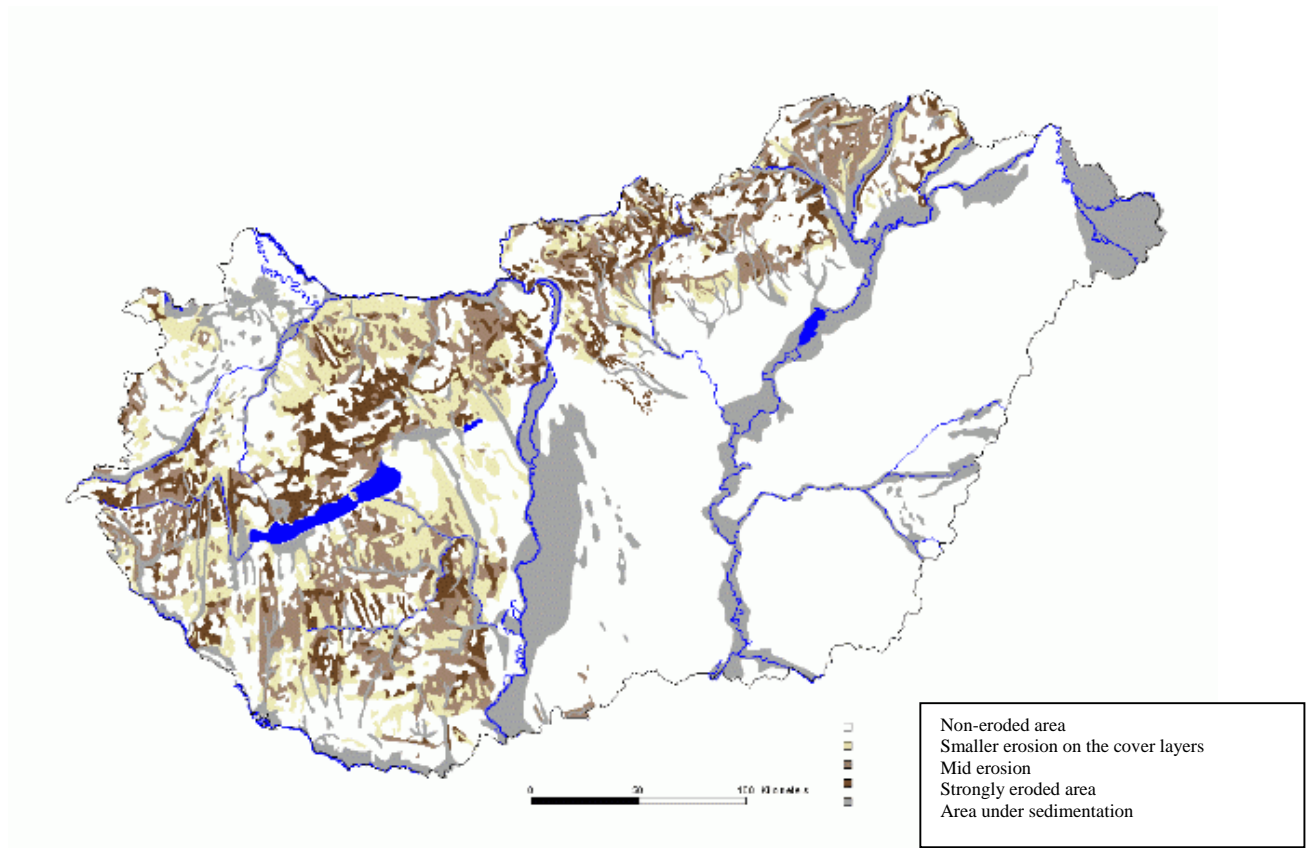 Non-eroded area
Smaller erosion on the cover layers
Mid erosion
Strongly eroded area
Area under sedimentation
0 50 100